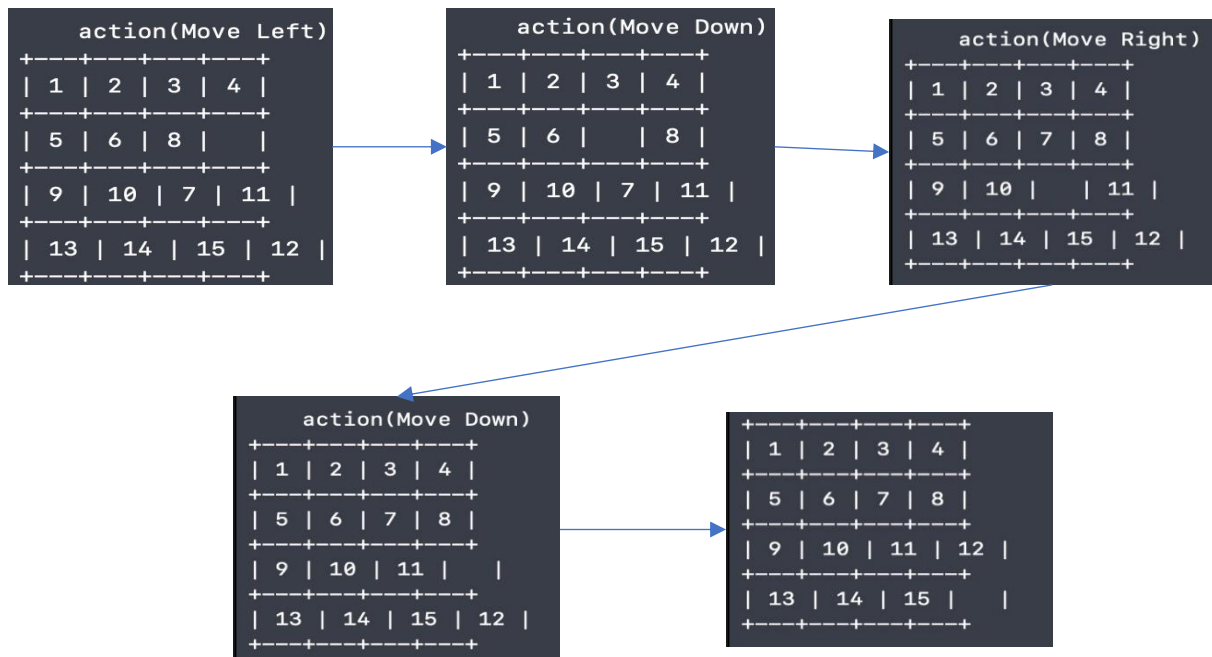 action(Move Left)
+---+---+---+---+
| 1 | 2 | 3 | 4 |
+---+---+---+---+
| 5 | 6 | 8 |   |
+---+---+---+---+
| 9 | 10 | 7 | 11 |
+---+---+---+---+
| 13 | 14 | 15 | 12 |
+---+---+---+---+
action(Move Down)
+---+---+---+---+
| 1 | 2 | 3 | 4 |
+---+---+---+---+
| 5 | 6 |   | 8 |
+---+---+---+---+
| 9 | 10 | 7 | 11 |
+---+---+---+---+
| 13 | 14 | 15 | 12 |
+---+---+---+---+
action(Move Right)
+---+---+---+---+
| 1 | 2 | 3 | 4 |
+---+---+---+---+
| 5 | 6 | 7 | 8 |
+---+---+---+---+
| 9 | 10 |   | 11 |
+---+---+---+---+
| 13 | 14 | 15 | 12 |
+---+---+---+---+
action(Move Down)
+---+---+---+---+
| 1 | 2 | 3 | 4 |
+---+---+---+---+
| 5 | 6 | 7 | 8 |
+---+---+---+---+
| 9 | 10 | 11 |   |
+---+---+---+---+
| 13 | 14 | 15 | 12 |
+---+---+---+---+
+---+---+---+---+
| 1 | 2 | 3 | 4 |
+---+---+---+---+
| 5 | 6 | 7 | 8 |
+---+---+---+---+
| 9 | 10 | 11 | 12 |
+---+---+---+---+
| 13 | 14 | 15 |   |
+---+---+---+---+